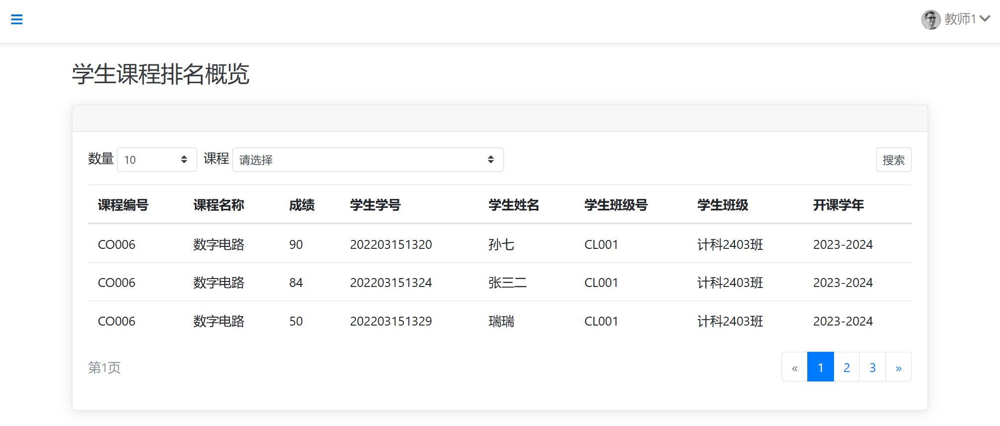 教师1
学生课程排名概览
数量 10 课程 请选择 搜索
课程编号 课程名称 成绩 学生学号 学生姓名 学生班级号 学生班级 开课学年
CO006 数字电路 90 202203151320 孙七 CL001 计科2403班 2023-2024
CO006 数字电路 84 202203151324 张三二 CL001 计科2403班 2023-2024
CO006 数字电路 50 202203151329 瑞瑞 CL001 计科2403班 2023-2024
第1页 « 1 2 3 »